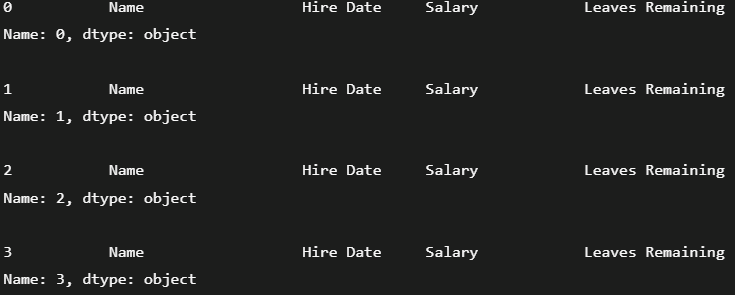 0 Name Hire Date Salary Leaves Remaining
Name: 0, dtype: object
1 Name Hire Date Salary Leaves Remaining
Name: 1, dtype: object
2 Name Hire Date Salary Leaves Remaining
Name: 2, dtype: object
3 Name Hire Date Salary Leaves Remaining
Name: 3, dtype: object